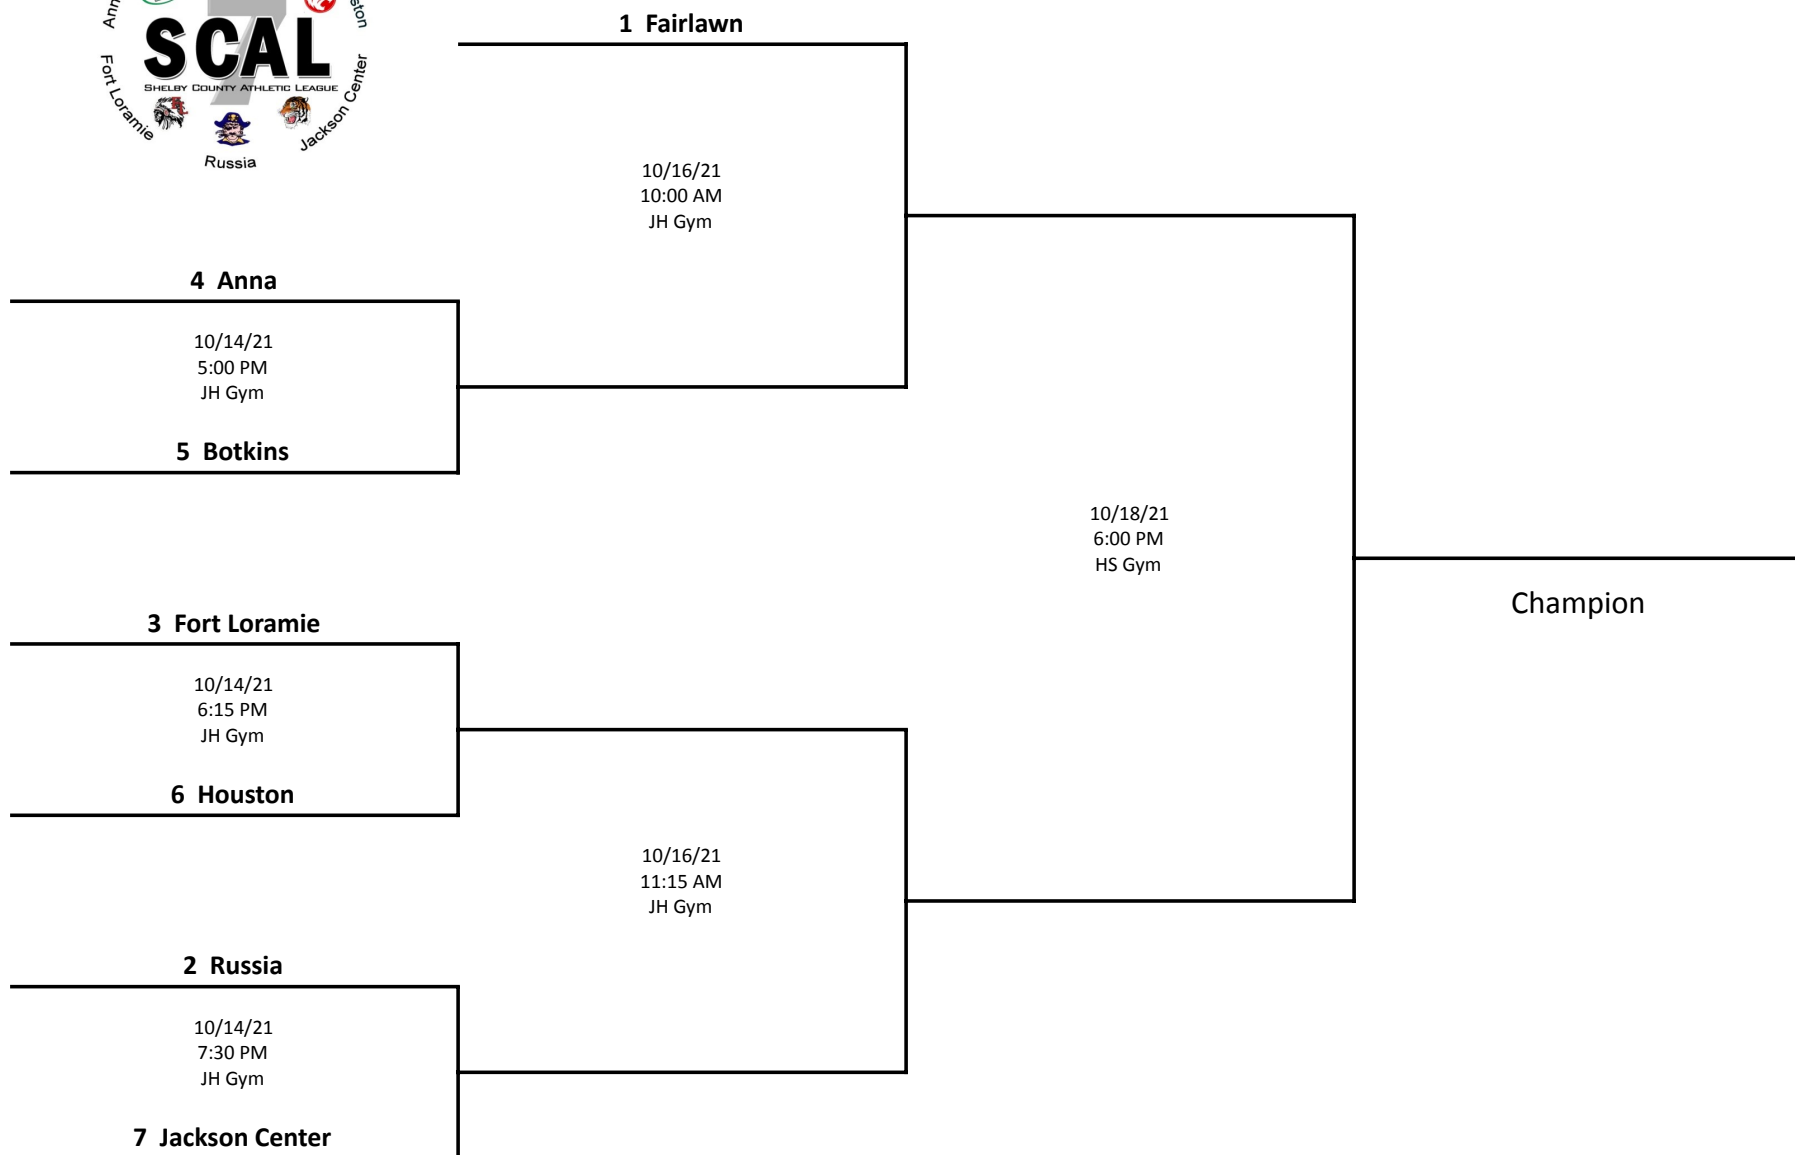 SCAL
SHELBY COUNTY ATHLETIC LEAGUE
Fort Loramie
Russia
Jackson Center
1 Fairlawn
10/16/21
10:00 AM
JH Gym
4 Anna
10/14/21
5:00 PM
JH Gym
5 Botkins
10/18/21
6:00 PM
HS Gym
Champion
3 Fort Loramie
10/14/21
6:15 PM
JH Gym
6 Houston
10/16/21
11:15 AM
JH Gym
2 Russia
10/14/21
7:30 PM
JH Gym
7 Jackson Center